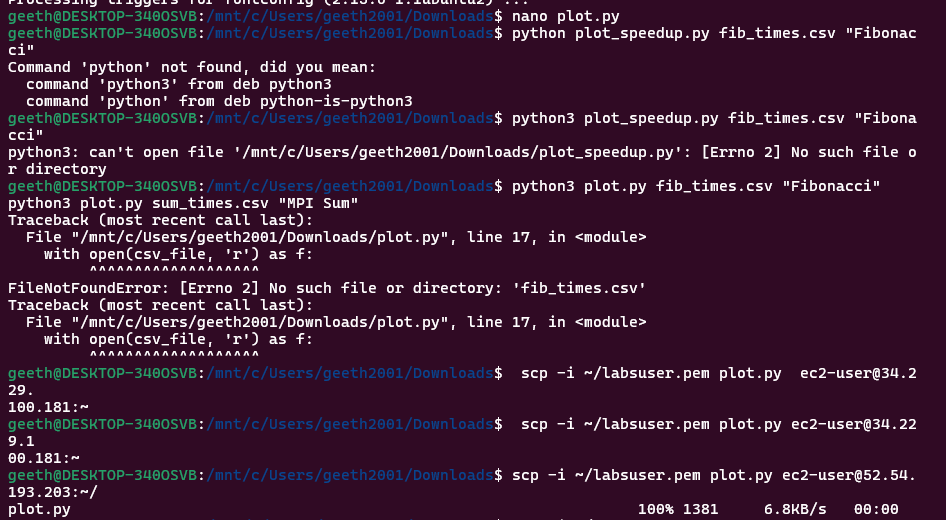 Processing triggers for fontconfig (2.15.0-1.1ubuntu2) ...
geeth@DESKTOP-340OSVB:/mnt/c/Users/geeth2001/Downloads$ nano plot.py
geeth@DESKTOP-340OSVB:/mnt/c/Users/geeth2001/Downloads$ python plot_speedup.py fib_times.csv "Fibonac
ci"
Command 'python' not found, did you mean:
  command 'python3' from deb python3
  command 'python' from deb python-is-python3
geeth@DESKTOP-340OSVB:/mnt/c/Users/geeth2001/Downloads$ python3 plot_speedup.py fib_times.csv "Fibona
cci"
python3: can't open file '/mnt/c/Users/geeth2001/Downloads/plot_speedup.py': [Errno 2] No such file o
r directory
geeth@DESKTOP-340OSVB:/mnt/c/Users/geeth2001/Downloads$ python3 plot.py fib_times.csv "Fibonacci"
python3 plot.py sum_times.csv "MPI Sum"
Traceback (most recent call last):
  File "/mnt/c/Users/geeth2001/Downloads/plot.py", line 17, in <module>
    with open(csv_file, 'r') as f:
         ^^^^^^^^^^^^^^^^^^^
FileNotFoundError: [Errno 2] No such file or directory: 'fib_times.csv'
Traceback (most recent call last):
  File "/mnt/c/Users/geeth2001/Downloads/plot.py", line 17, in <module>
    with open(csv_file, 'r') as f:
         ^^^^^^^^^^^^^^^^^^^
geeth@DESKTOP-340OSVB:/mnt/c/Users/geeth2001/Downloads$  scp -i ~/labsuser.pem plot.py  ec2-user@34.2
29.
100.181:~
geeth@DESKTOP-340OSVB:/mnt/c/Users/geeth2001/Downloads$  scp -i ~/labsuser.pem plot.py ec2-user@34.22
9.1
00.181:~
geeth@DESKTOP-340OSVB:/mnt/c/Users/geeth2001/Downloads$ scp -i ~/labsuser.pem plot.py ec2-user@52.54.
193.203:~/
plot.py                                                               100% 1381     6.8KB/s   00:00